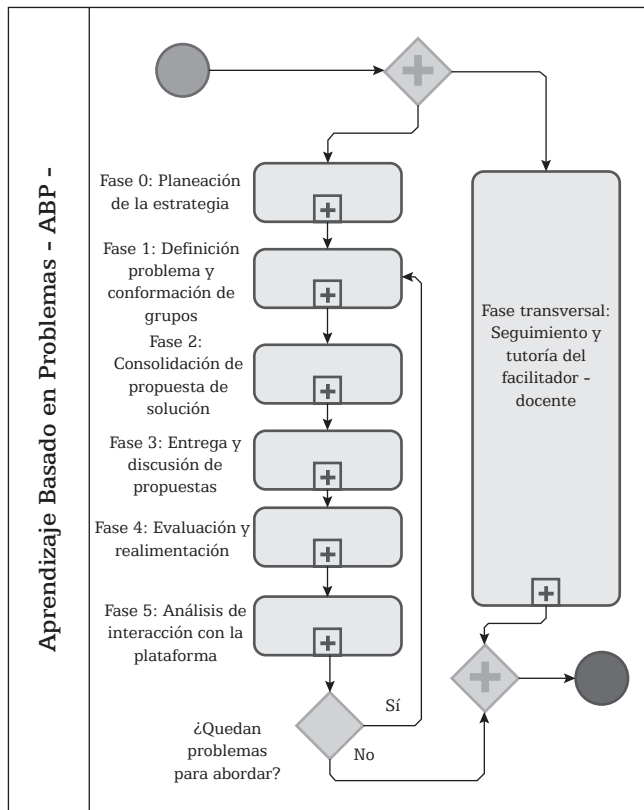 Aprendizaje Basado en Problemas - ABP -
Fase 0: Planeación
de la estrategia
Fase 1: Definición
problema y
conformación de
grupos
Fase 2:
Consolidación de
propuesta de
solución
Fase 3: Entrega y
discusión de
propuestas
Fase 4: Evaluación y
realimentación
Fase 5: Análisis de
interacción con la
plataforma
¿Quedan
problemas
para abordar?
Sí
No
Fase transversal:
Seguimiento y
tutoría del
facilitador -
docente